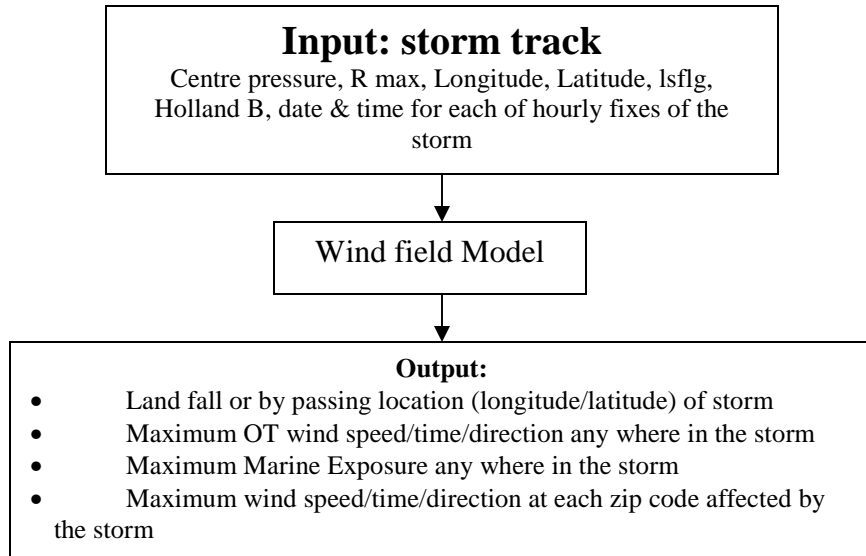 Input: storm track
Centre pressure, R max, Longitude, Latitude, lsflg,
Holland B, date & time for each of hourly fixes of the
storm
Wind field Model
Output:
• Land fall or by passing location (longitude/latitude) of storm
• Maximum OT wind speed/time/direction any where in the storm
• Maximum Marine Exposure any where in the storm
• Maximum wind speed/time/direction at each zip code affected by
the storm